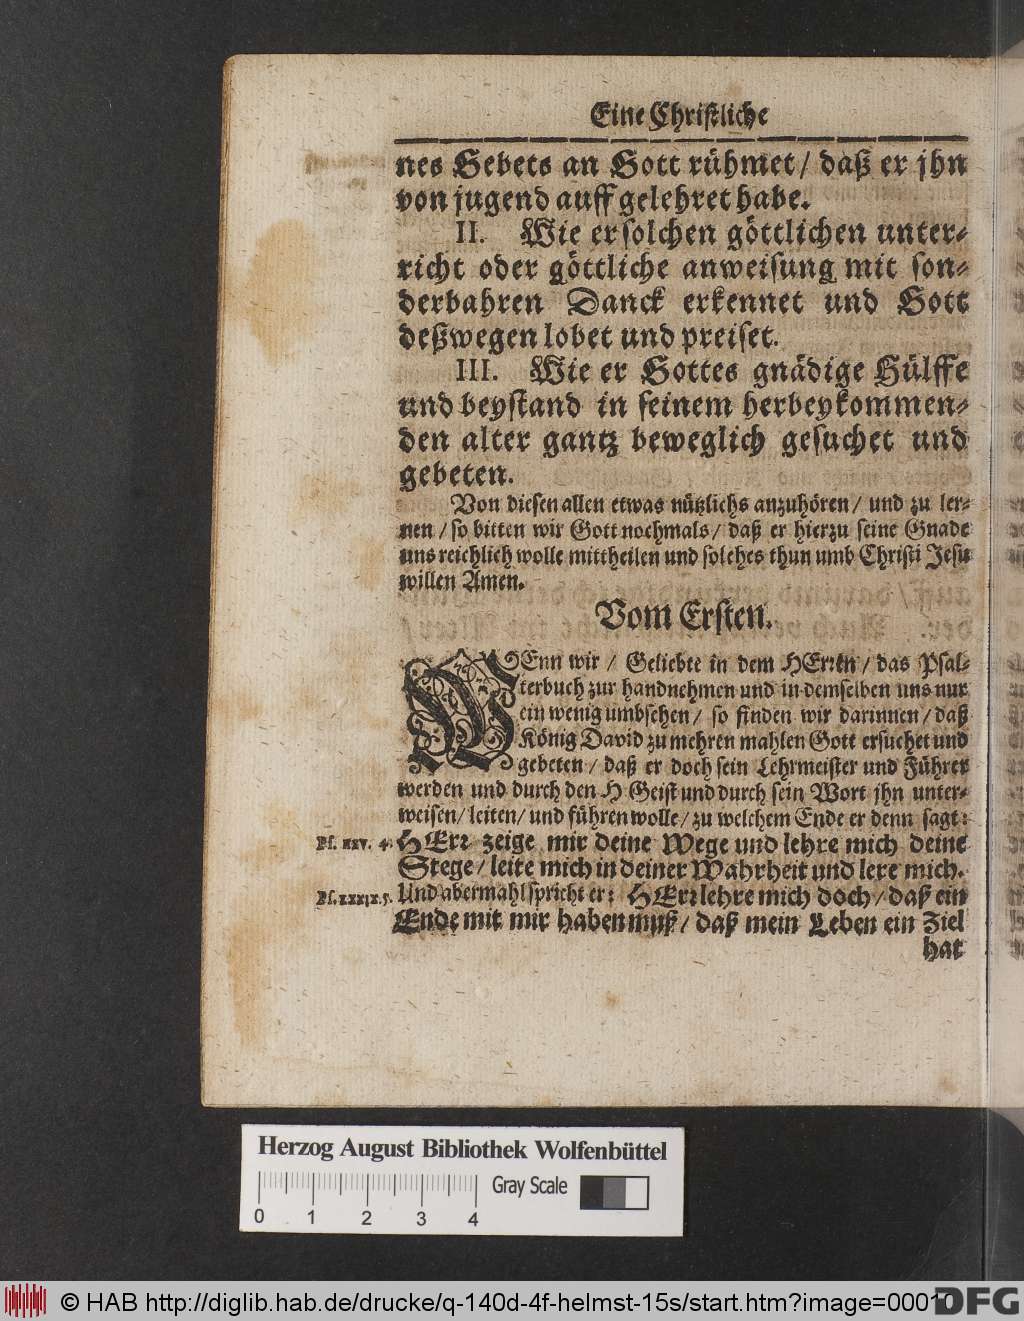 Eine Christliche
nes Gebets an Gott rühmet / daß er jhn
von jugend auff gelehret habe.
II. Wie er solchen göttlichen unter-
richt oder göttliche anweisung mit son-
derbahren Danck erkennet und Gott
deßwegen lobet und preiset.
III. Wie er Gottes gnädige Hülffe
und beystand in seinem herbeykommen-
den alter gantz beweglich gesuchet und
gebeten.
Von diesen allen etwas nützlichs anzuhören / und zu ler-
nen / so bitten wir Gott nochmals / daß er hierzu seine Gnade
uns reichlich wolle mittheilen und solches thun umb Christi Jesu
willen Amen.
Vom Ersten.
WEnn wir / Geliebte in dem HErren / das Psal-
terbuch zur handnehmen und in demselben uns nur
ein wenig umbsehen / so finden wir darinnen / daß
König David zu mehren mahlen Gott ersuchet und
gebeten / daß er doch sein Lehrmeister und Führer
werden und durch den H Geist und durch sein Wort jhn unter-
weisen / leiten / und führen wolle / zu welchem Ende er denn sagt:
Ps. xxv. 4. HErr zeige mir deine Wege und lehre mich deine
Stege / leite mich in deiner Wahrheit und lere mich.
Ps. xxxix. 5. Und abermahl spricht er: HErr lehre mich doch / daß ein
Ende mit mir haben muß / daß mein Leben ein Ziel
hat
Herzog August Bibliothek Wolfenbüttel
Gray Scale
0 1 2 3 4
© HAB http://diglib.hab.de/drucke/q-140d-4f-helmst-15s/start.htm?image=00010
DFG